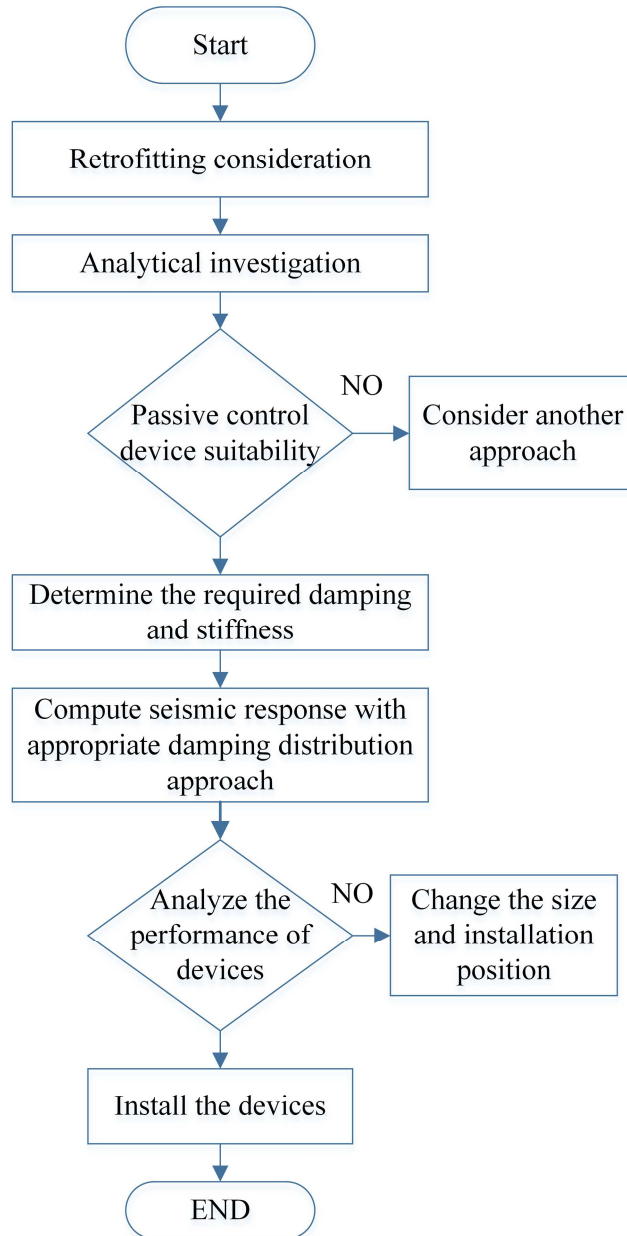 Start
Retrofitting consideration
Analytical investigation
Passive control
device suitability
NO
Consider another
approach
Determine the required damping
and stiffness
Compute seismic response with
appropriate damping distribution
approach
Analyze the
performance of
devices
NO
Change the size
and installation
position
Install the devices
END